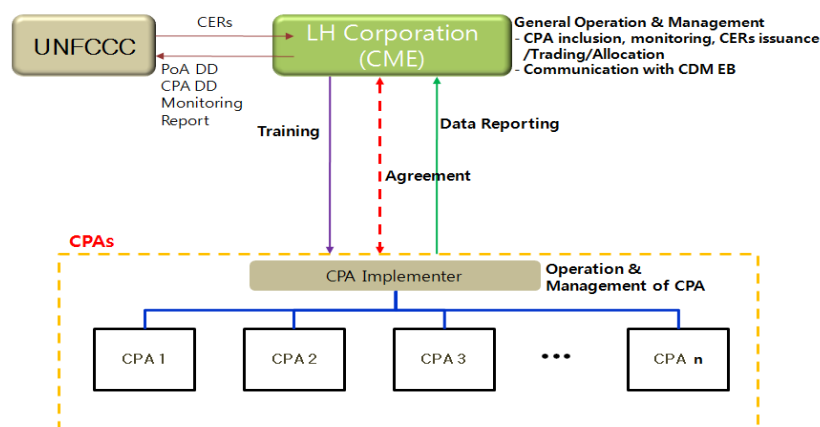 UNFCCC
CERs
PoA DD
CPA DD
Monitoring
Report
LH Corporation
(CME)
General Operation & Management
- CPA inclusion, monitoring, CERs issuance
/Trading/Allocation
- Communication with CDM EB
Training
Agreement
Data Reporting
CPAs
CPA Implementer
Operation &
Management of CPA
CPA 1
CPA 2
CPA 3
•••
CPA n